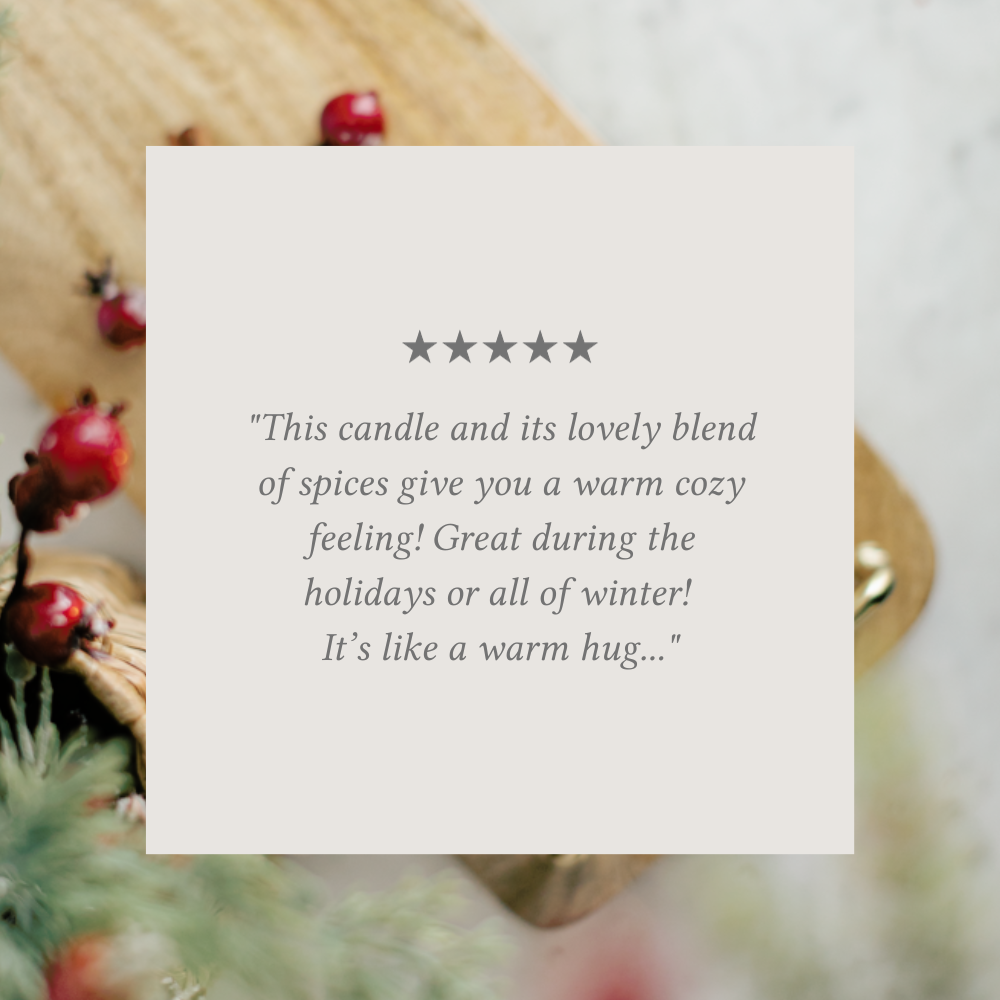 ★★★★★
"This candle and its lovely blend
of spices give you a warm cozy
feeling! Great during the
holidays or all of winter!
It’s like a warm hug..."